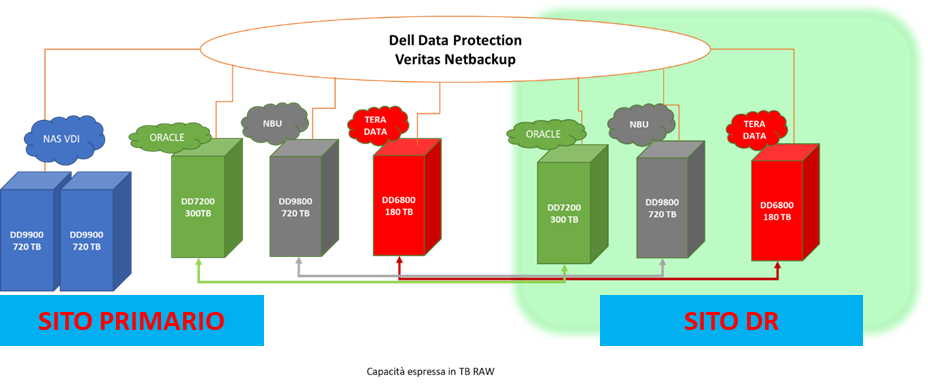 Dell Data Protection
Veritas Netbackup
NAS VDI
ORACLE
NBU
TERA
DATA
ORACLE
NBU
TERA
DATA
DD9900
720 TB
DD9900
720 TB
DD7200
300TB
DD9800
720 TB
DD6800
180 TB
DD7200
300 TB
DD9800
720 TB
DD6800
180 TB
SITO PRIMARIO
SITO DR
Capacità espressa in TB RAW